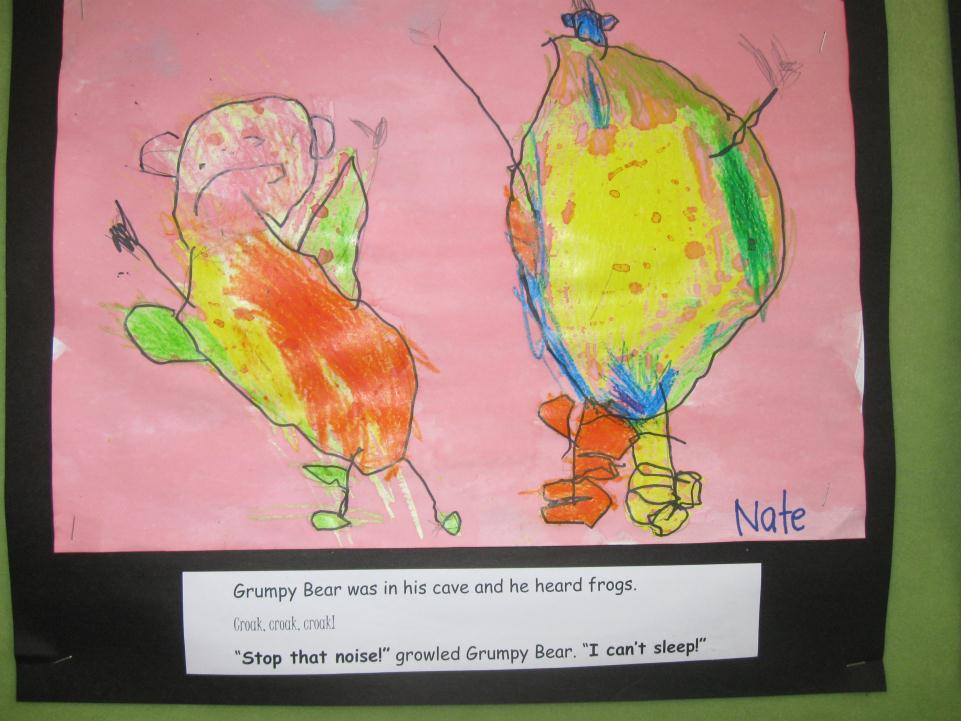 Nate
Grumpy Bear was in his cave and he heard frogs.
Croak, croak, croak!
"Stop that noise!" growled Grumpy Bear. "I can't sleep!"